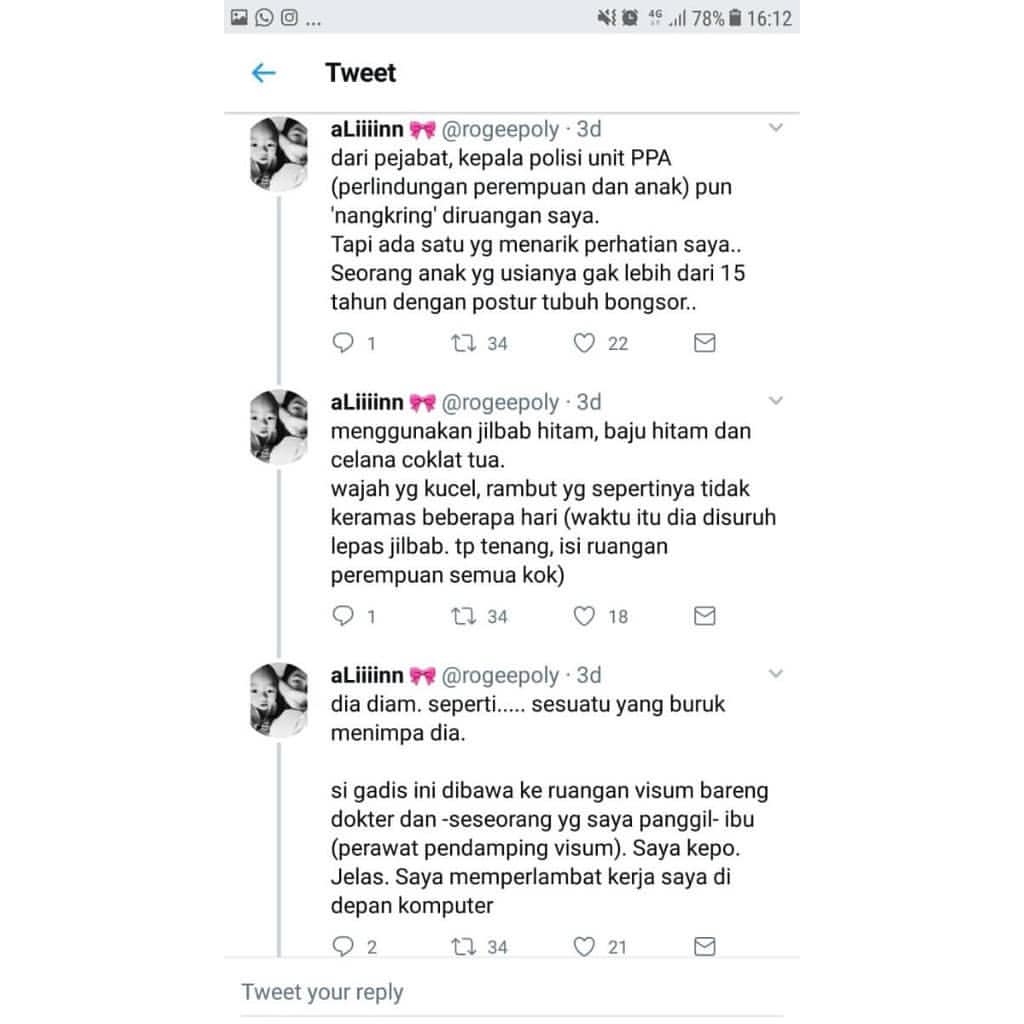 ... 4G 78% 16:12
Tweet
aLiiiinn 🎀 @rogeepoly · 3d
dari pejabat, kepala polisi unit PPA
(perlindungan perempuan dan anak) pun
'nangkring' diruangan saya.
Tapi ada satu yg menarik perhatian saya..
Seorang anak yg usianya gak lebih dari 15
tahun dengan postur tubuh bongsor..
1 34 22
aLiiiinn 🎀 @rogeepoly · 3d
menggunakan jilbab hitam, baju hitam dan
celana coklat tua.
wajah yg kucel, rambut yg sepertinya tidak
keramas beberapa hari (waktu itu dia disuruh
lepas jilbab. tp tenang, isi ruangan
perempuan semua kok)
1 34 18
aLiiiinn 🎀 @rogeepoly · 3d
dia diam. seperti..... sesuatu yang buruk
menimpa dia.
si gadis ini dibawa ke ruangan visum bareng
dokter dan -seseorang yg saya panggil- ibu
(perawat pendamping visum). Saya kepo.
Jelas. Saya memperlambat kerja saya di
depan komputer
2 34 21
Tweet your reply